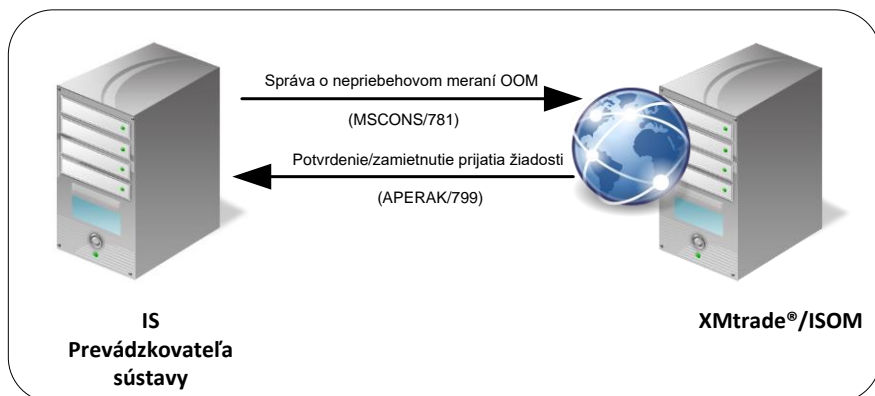 Správa o nepriebehovom meraní OOM
(MSCONS/781)
Potvrdenie/zamietnutie prijatia žiadosti
(APERAK/799)
IS
Prevádzkovateľa
sústavy
XMtrade®/ISOM